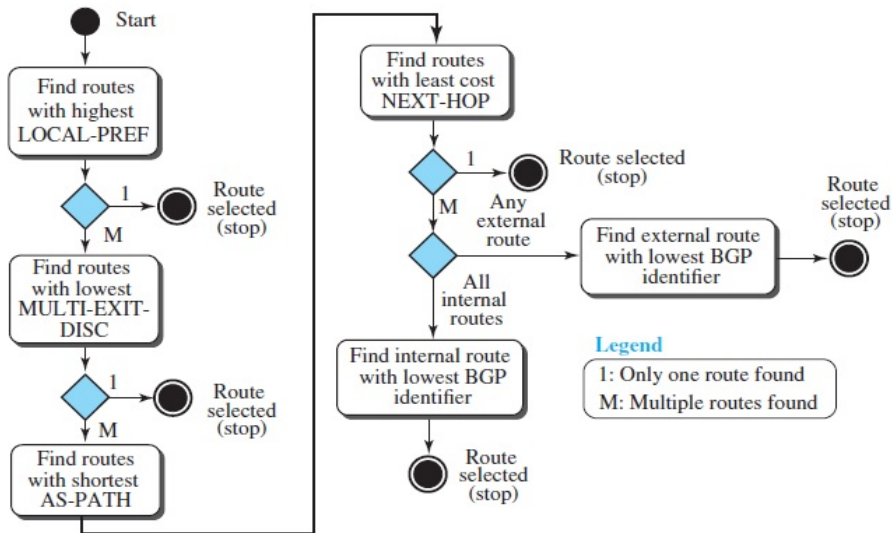 Start
Find routes
with highest
LOCAL-PREF
1
Route
selected
(stop)
M
Find routes
with lowest
MULTI-EXIT-
DISC
1
Route
selected
(stop)
M
Find routes
with shortest
AS-PATH
Find routes
with least cost
NEXT-HOP
1
Route selected
(stop)
M
Any
external
route
Find external route
with lowest BGP
identifier
Route
selected
(stop)
All
internal
routes
Find internal route
with lowest BGP
identifier
Route
selected
(stop)
Legend
1: Only one route found
M: Multiple routes found